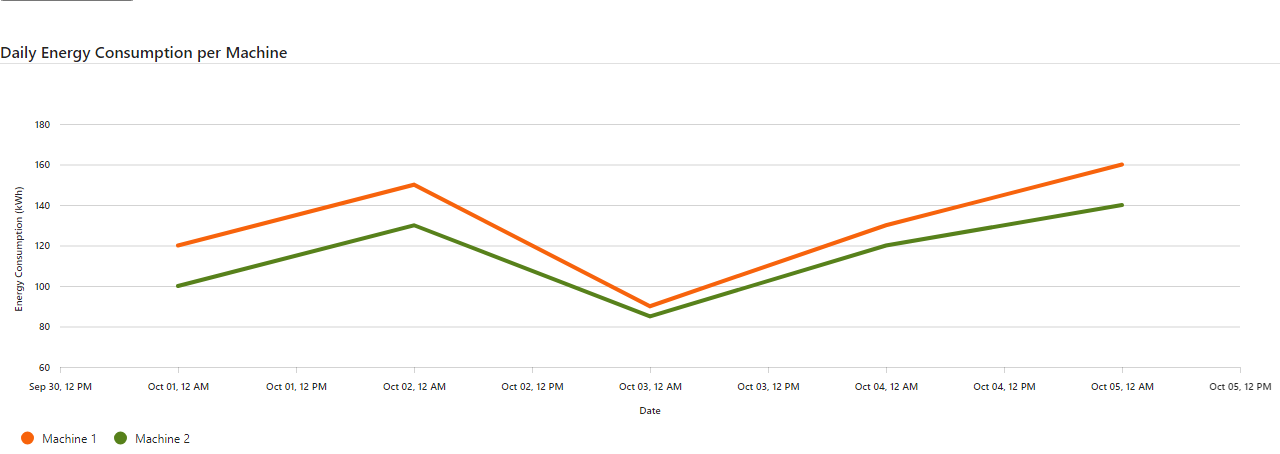 Daily Energy Consumption per Machine
180
160
140
120
100
80
60
Energy Consumption (kWh)
Sep 30, 12 PM Oct 01, 12 AM Oct 01, 12 PM Oct 02, 12 AM Oct 02, 12 PM Oct 03, 12 AM Oct 03, 12 PM Oct 04, 12 AM Oct 04, 12 PM Oct 05, 12 AM Oct 05, 12 PM
Date
Machine 1 Machine 2